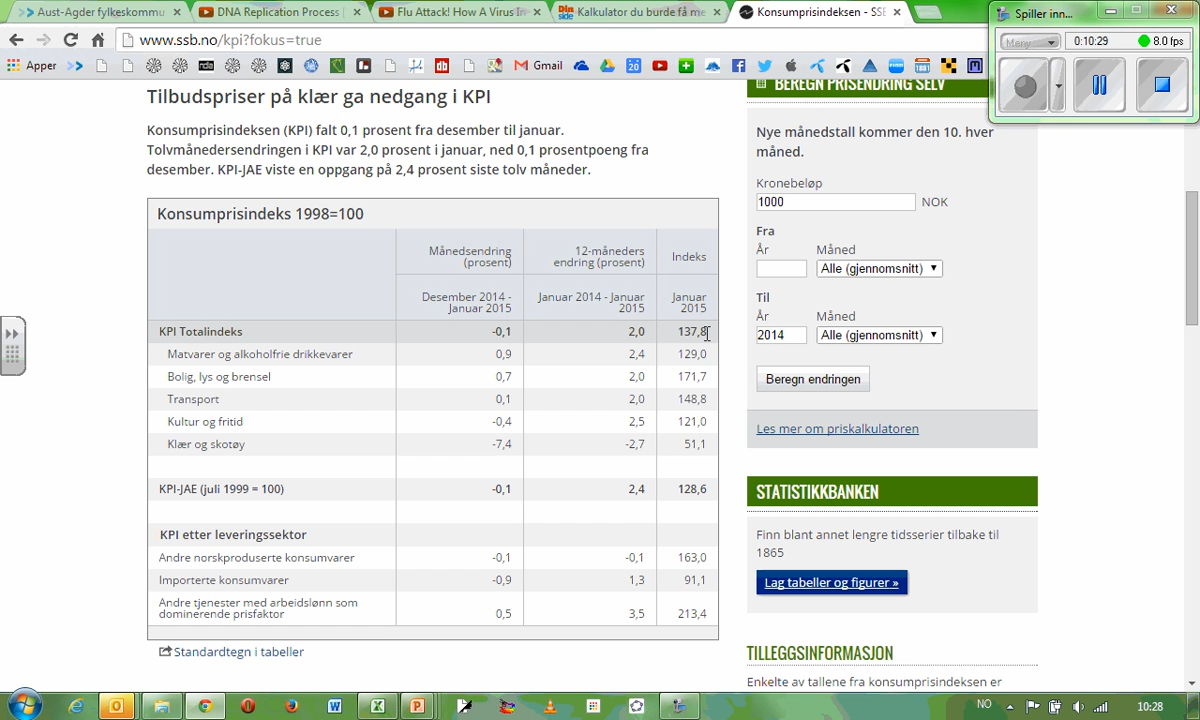 Aust-Agder fylkeskommu
DNA Replication Process
Flu Attack! How A Virus In
Kalkulator du burde få me
Konsumprisindeksen - SSB
Spiller inn...
Meny
0:10:29
8.0 fps
www.ssb.no/kpi?fokus=true
Apper
Gmail
Tilbudspriser på klær ga nedgang i KPI
Konsumprisindeksen (KPI) falt 0,1 prosent fra desember til januar.
Tolvmånedersendringen i KPI var 2,0 prosent i januar, ned 0,1 prosentpoeng fra
desember. KPI-JAE viste en oppgang på 2,4 prosent siste tolv måneder.
Konsumprisindeks 1998=100
Månedsendring (prosent) 12-måneders endring (prosent) Indeks
Desember 2014 - Januar 2015 Januar 2014 - Januar 2015 Januar 2015
KPI Totalindeks -0,1 2,0 137,8
Matvarer og alkoholfrie drikkevarer 0,9 2,4 129,0
Bolig, lys og brensel 0,7 2,0 171,7
Transport 0,1 2,0 148,8
Kultur og fritid -0,4 2,5 121,0
Klær og skotøy -7,4 -2,7 51,1
KPI-JAE (juli 1999 = 100) -0,1 2,4 128,6
KPI etter leveringssektor
Andre norskproduserte konsumvarer -0,1 -0,1 163,0
Importerte konsumvarer -0,9 1,3 91,1
Andre tjenester med arbeidslønn som
dominerende prisfaktor 0,5 3,5 213,4
Standardtegn i tabeller
BEREGN PRISENDRING SELV
Nye månedstall kommer den 10. hver
måned.
Kronebeløp
1000 NOK
Fra
År Måned
Alle (gjennomsnitt)
Til
År Måned
2014 Alle (gjennomsnitt)
Beregn endringen
Les mer om priskalkulatoren
STATISTIKKBANKEN
Finn blant annet lengre tidsserier tilbake til
1865
Lag tabeller og figurer »
TILLEGGSINFORMASJON
Enkelte av tallene fra konsumprisindeksen er
NO
10:28